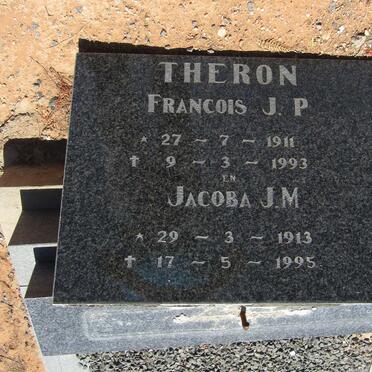 THERON
FRANCOIS J. P
* 27 - 7 - 1911
† 9 - 3 - 1993
EN
JACOBA J.M
* 29 - 3 - 1913
† 17 - 5 - 1995